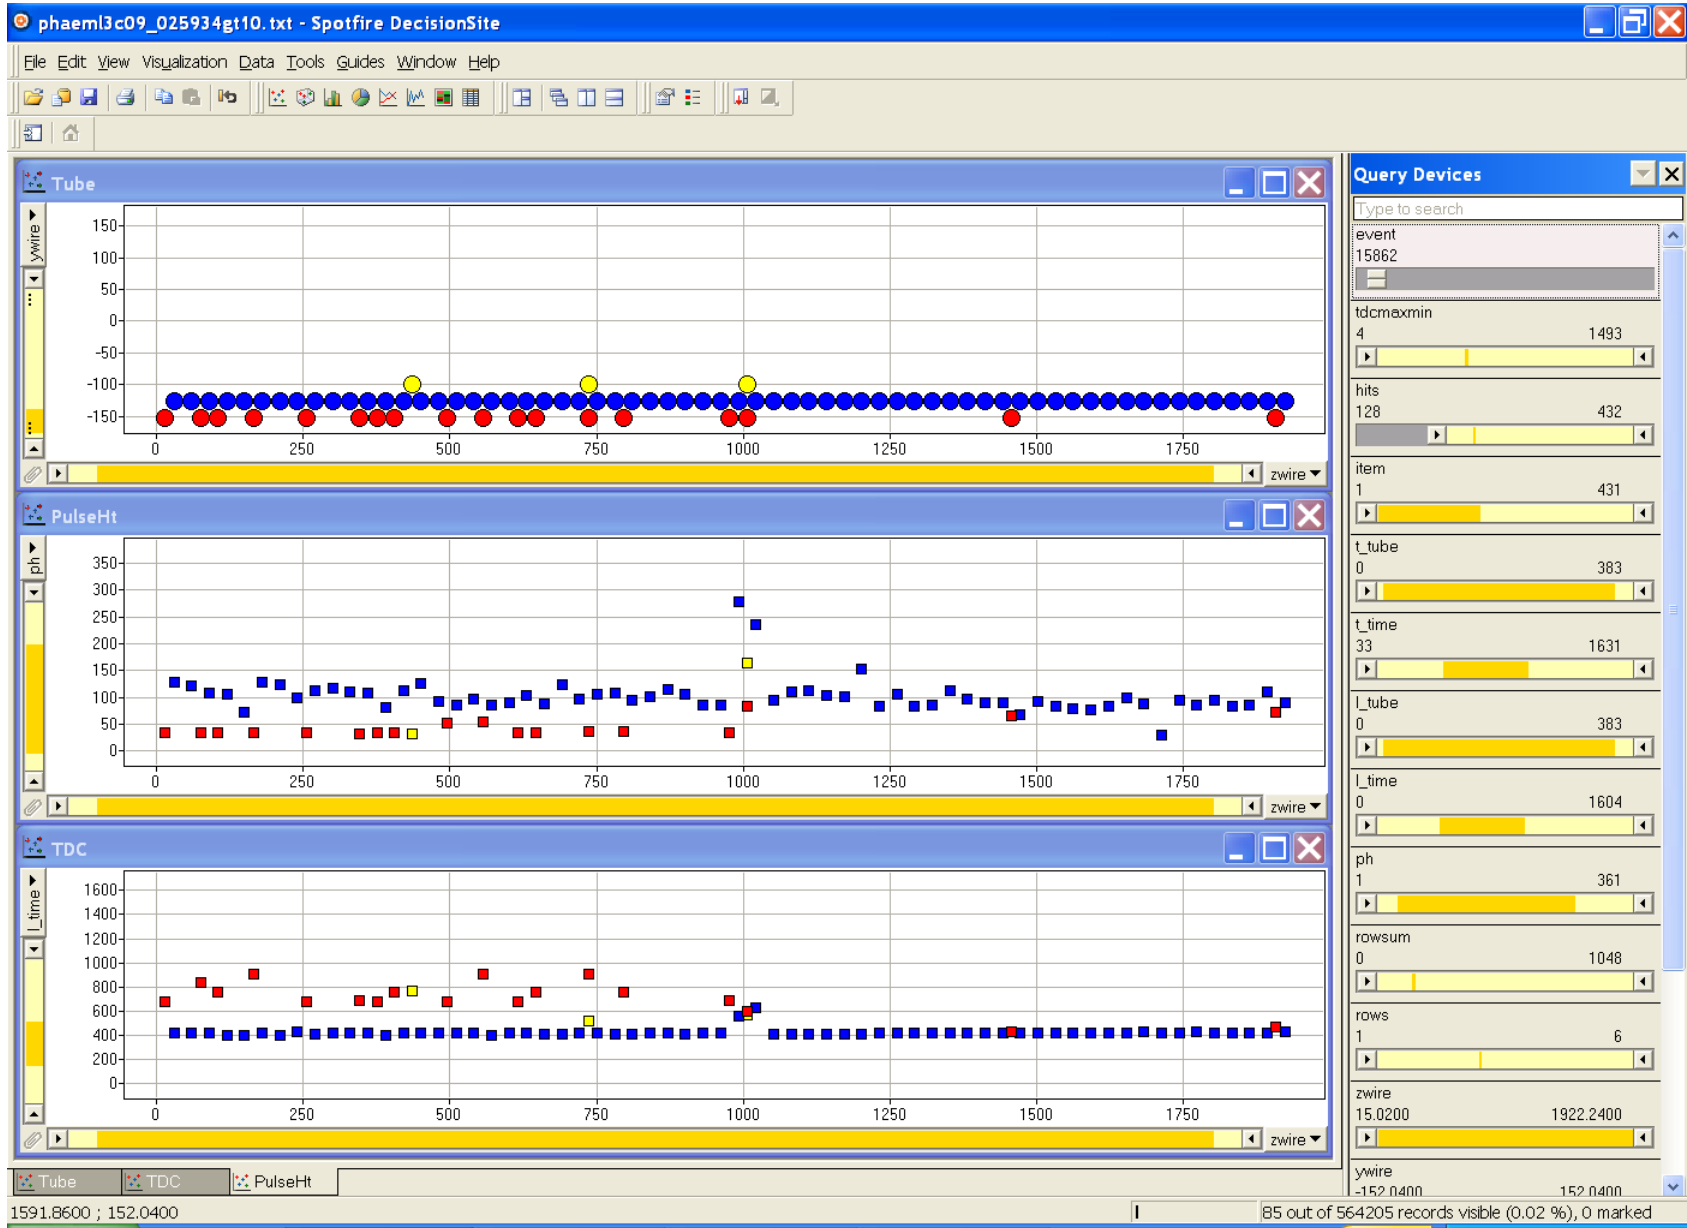 phaeml3c09_025934gt10.txt - Spotfire DecisionSite
File Edit View Visualization Data Tools Guides Window Help
Tube
ywire
150
100
50
0
-50
-100
-150
0 250 500 750 1000 1250 1500 1750
zwire
PulseHt
ph
350
300
250
200
150
100
50
0
0 250 500 750 1000 1250 1500 1750
zwire
TDC
l_time
1600
1400
1200
1000
800
600
400
200
0
0 250 500 750 1000 1250 1500 1750
zwire
Tube TDC PulseHt
1591.8600 ; 152.0400
Query Devices
Type to search
event
15862
tdcmaxmin
4 1493
hits
128 432
item
1 431
t_tube
0 383
t_time
33 1631
l_tube
0 383
l_time
0 1604
ph
1 361
rowsum
0 1048
rows
1 6
zwire
15.0200 1922.2400
ywire
-152.0400 152.0400
85 out of 564205 records visible (0.02 %), 0 marked